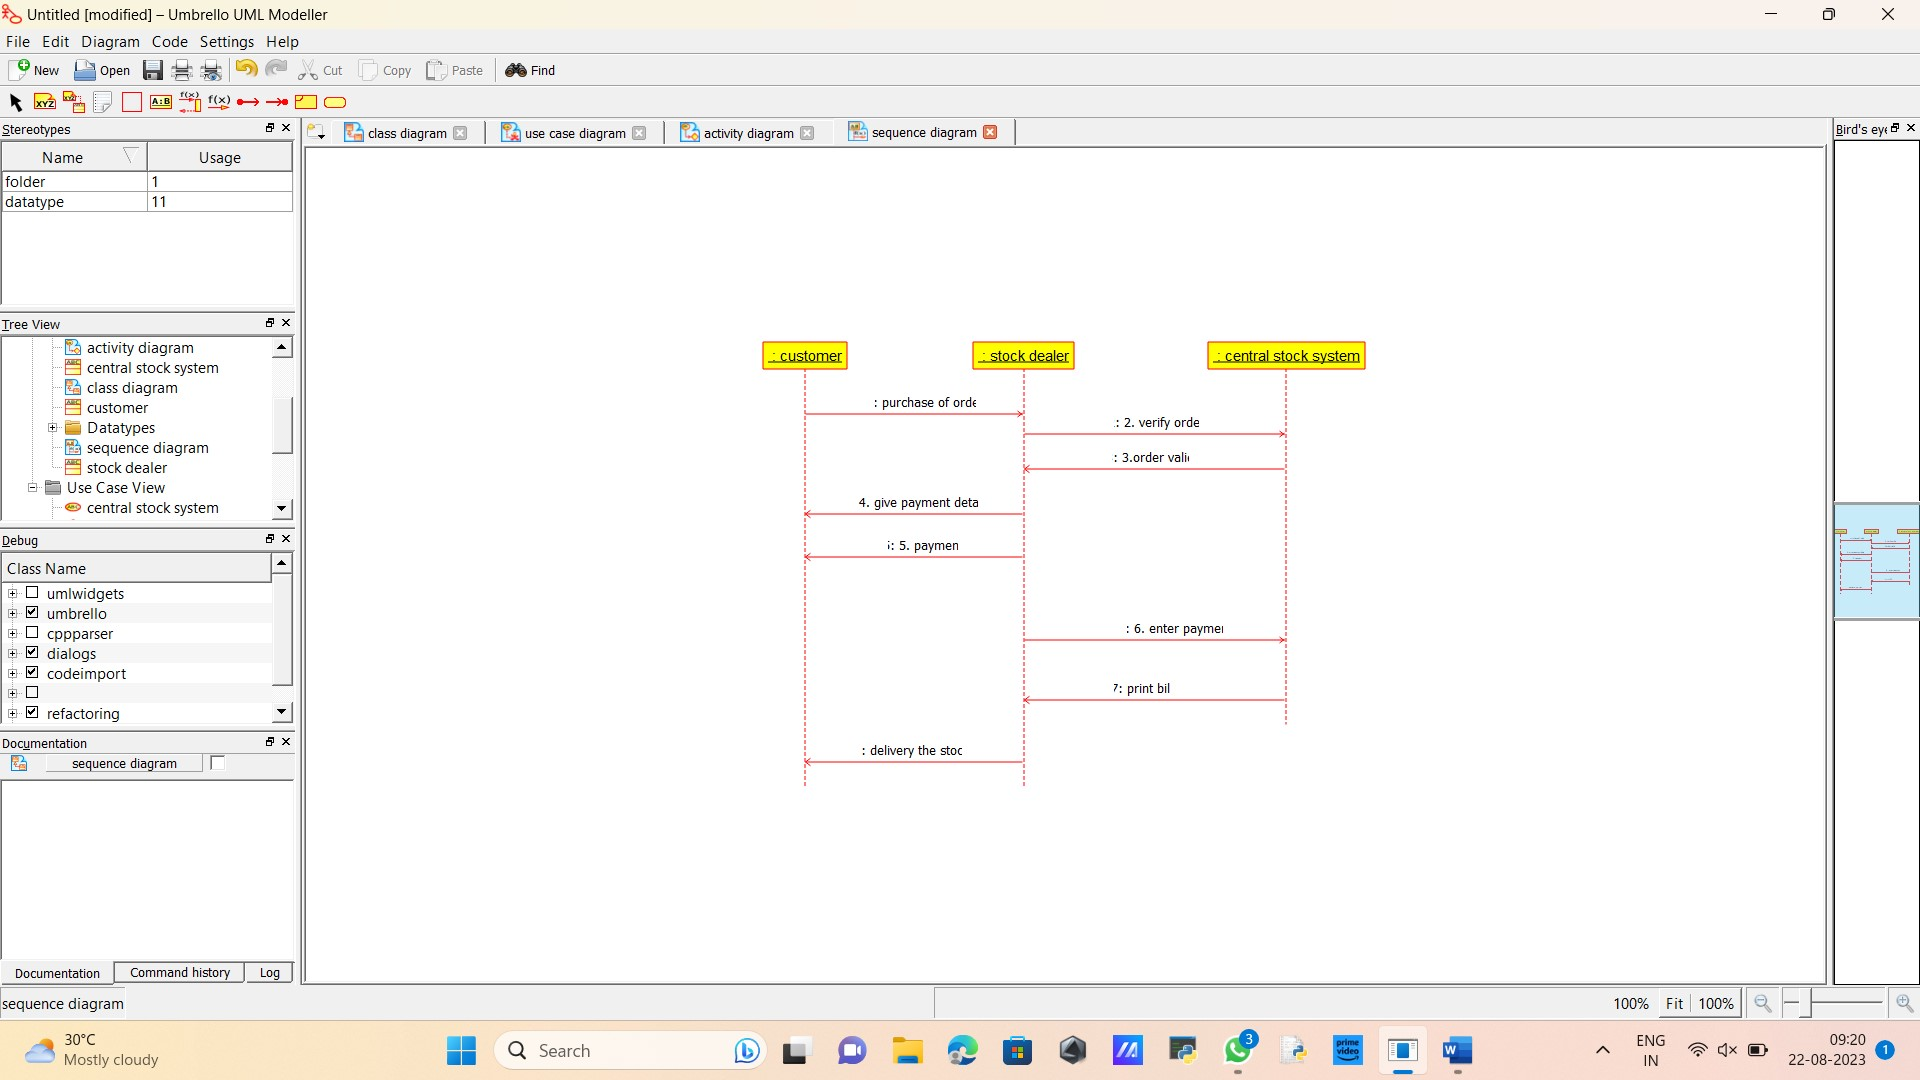 Untitled [modified] – Umbrello UML Modeller
File Edit Diagram Code Settings Help
New Open Cut Copy Paste Find
XYZ A:B f(x) f(x)
Stereotypes
Name Usage
folder 1
datatype 11
Tree View
activity diagram
central stock system
class diagram
customer
Datatypes
sequence diagram
stock dealer
Use Case View
central stock system
Debug
Class Name
umlwidgets
umbrello
cppparser
dialogs
codeimport
refactoring
Documentation
sequence diagram
Documentation Command history Log
class diagram use case diagram activity diagram sequence diagram
Bird's eye
: customer : stock dealer : central stock system
: purchase of orde
: 2. verify orde
: 3.order vali
4. give payment deta
: 5. paymen
: 6. enter paymer
7: print bil
: delivery the stoc
sequence diagram
100% Fit 100%
30°C
Mostly cloudy
Search
3
prime video
W
ENG
IN
09:20
22-08-2023
1